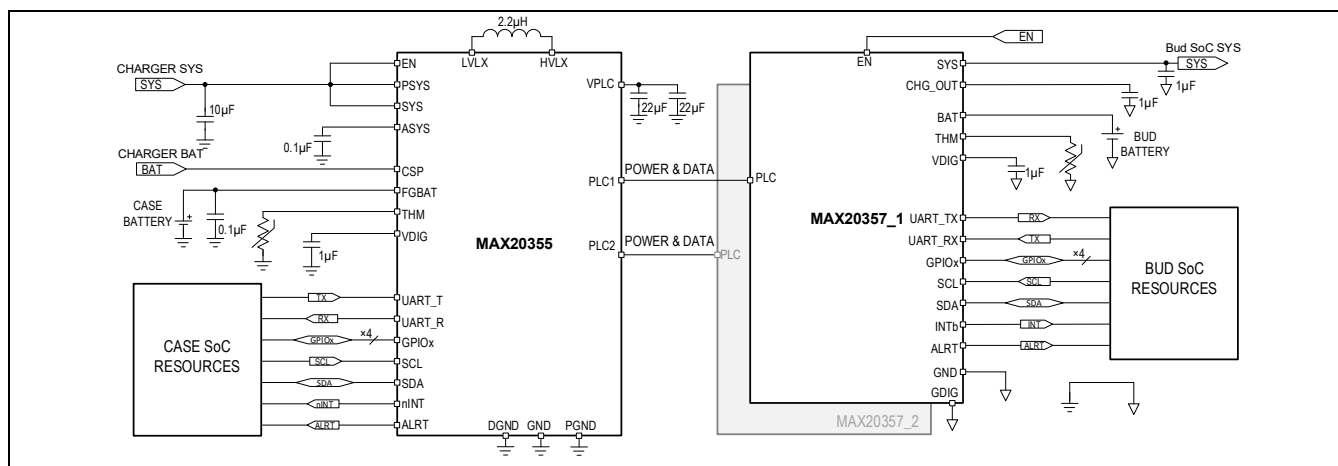 2.2µH
LVLX
HVLX
CHARGER SYS
SYS
10µF
0.1µF
CHARGER BAT
BAT
CASE
BATTERY
+
0.1µF
1µF
EN
PSYS
SYS
ASYS
CSP
FGBAT
THM
VDIG
MAX20355
VPLC
22µF
22µF
PLC1
PLC2
POWER & DATA
POWER & DATA
CASE SoC
RESOURCES
TX
UART_T
RX
UART_R
GPIOx
×4
GPIOx
SCL
SCL
SDA
SDA
nINT
nINT
ALRT
ALRT
DGND
GND
PGND
EN
EN
PLC
PLC
MAX20357_1
MAX20357_2
SYS
CHG_OUT
BAT
THM
VDIG
Bud SoC SYS
SYS
1µF
1µF
+
BUD
BATTERY
1µF
UART_TX
RX
UART_RX
TX
GPIOx
GPIOx
×4
SCL
SCL
SDA
SDA
INTb
INT
ALRT
ALRT
GND
GDIG
BUD SoC
RESOURCES